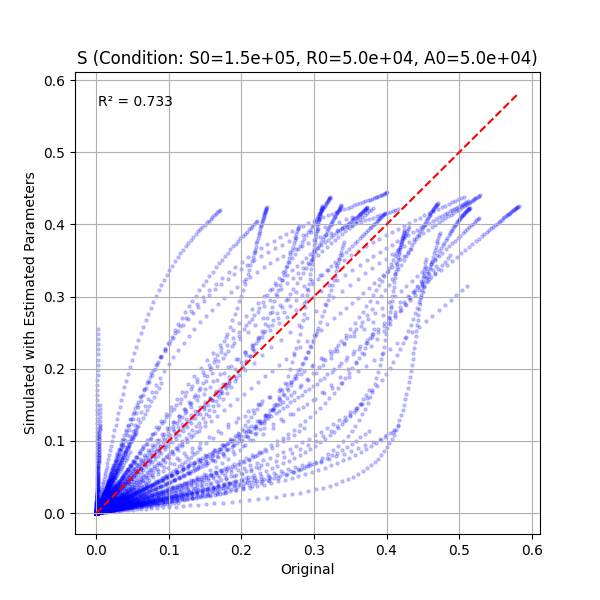 S (Condition: S0=1.5e+05, R0=5.0e+04, A0=5.0e+04)
R² = 0.733
Simulated with Estimated Parameters
0.6
0.5
0.4
0.3
0.2
0.1
0.0
0.0 0.1 0.2 0.3 0.4 0.5 0.6
Original